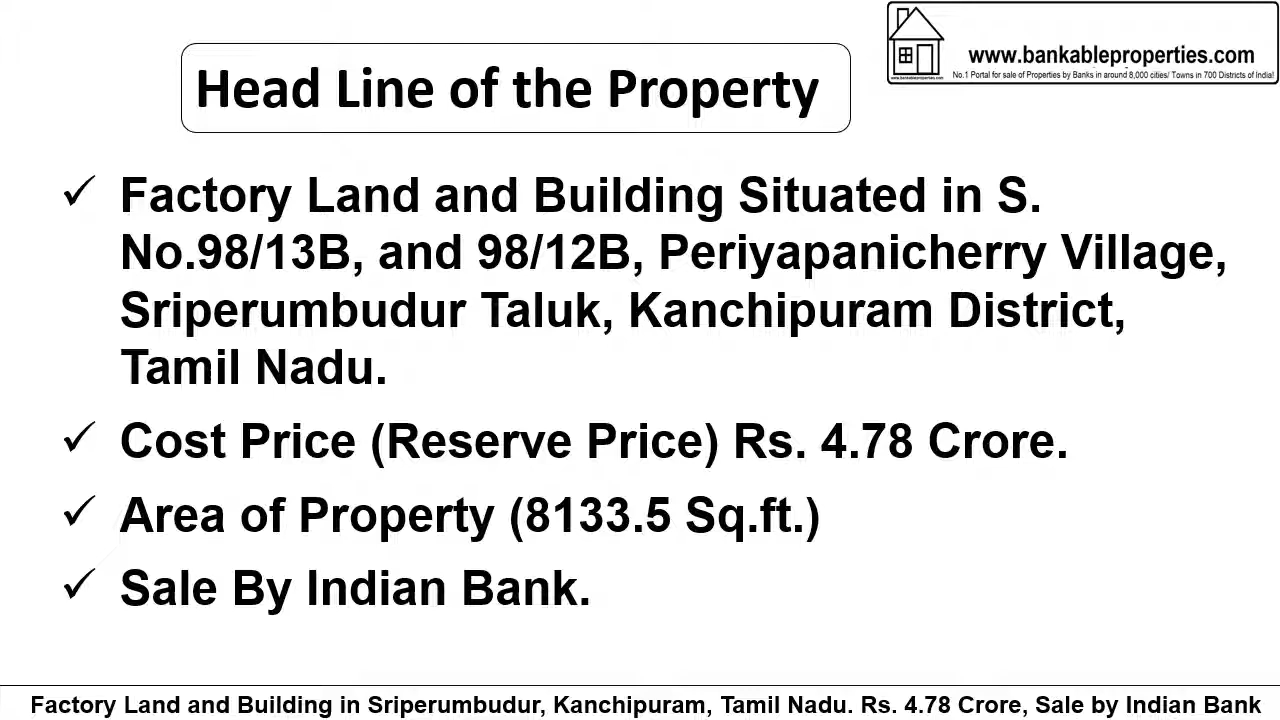 www.bankableproperties.com
No.1 Portal for sale of Properties by Banks in around 8,000 cities/ Towns in 700 Districts of India!
www.bankableproperties.com
Head Line of the Property
✓ Factory Land and Building Situated in S.
No.98/13B, and 98/12B, Periyapanicherry Village,
Sriperumbudur Taluk, Kanchipuram District,
Tamil Nadu.
✓ Cost Price (Reserve Price) Rs. 4.78 Crore.
✓ Area of Property (8133.5 Sq.ft.)
✓ Sale By Indian Bank.
Factory Land and Building in Sriperumbudur, Kanchipuram, Tamil Nadu. Rs. 4.78 Crore, Sale by Indian Bank